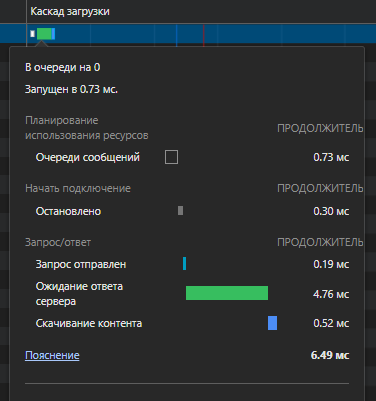 Каскад загрузки
В очереди на 0
Запущен в 0.73 мс.
Планирование использования ресурсов ПРОДОЛЖИТЕЛЬ
Очереди сообщений 0.73 мс
Начать подключение ПРОДОЛЖИТЕЛЬ
Остановлено 0.30 мс
Запрос/ответ ПРОДОЛЖИТЕЛЬ
Запрос отправлен 0.19 мс
Ожидание ответа сервера 4.76 мс
Скачивание контента 0.52 мс
Пояснение 6.49 мс